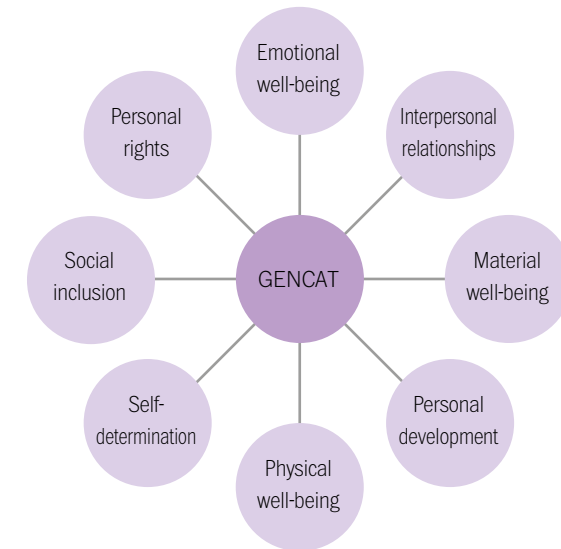 Emotional
well-being
Interpersonal
relationships
Material
well-being
Personal
development
Physical
well-being
Self-
determination
Social
inclusion
Personal
rights
GENCAT